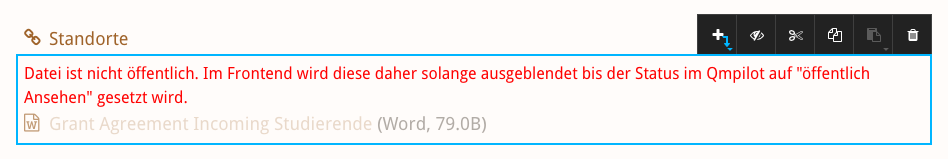 Standorte
Datei ist nicht öffentlich. Im Frontend wird diese daher solange ausgeblendet bis der Status im Qmpilot auf "öffentlich
Ansehen" gesetzt wird.
Grant Agreement Incoming Studierende (Word, 79.0B)